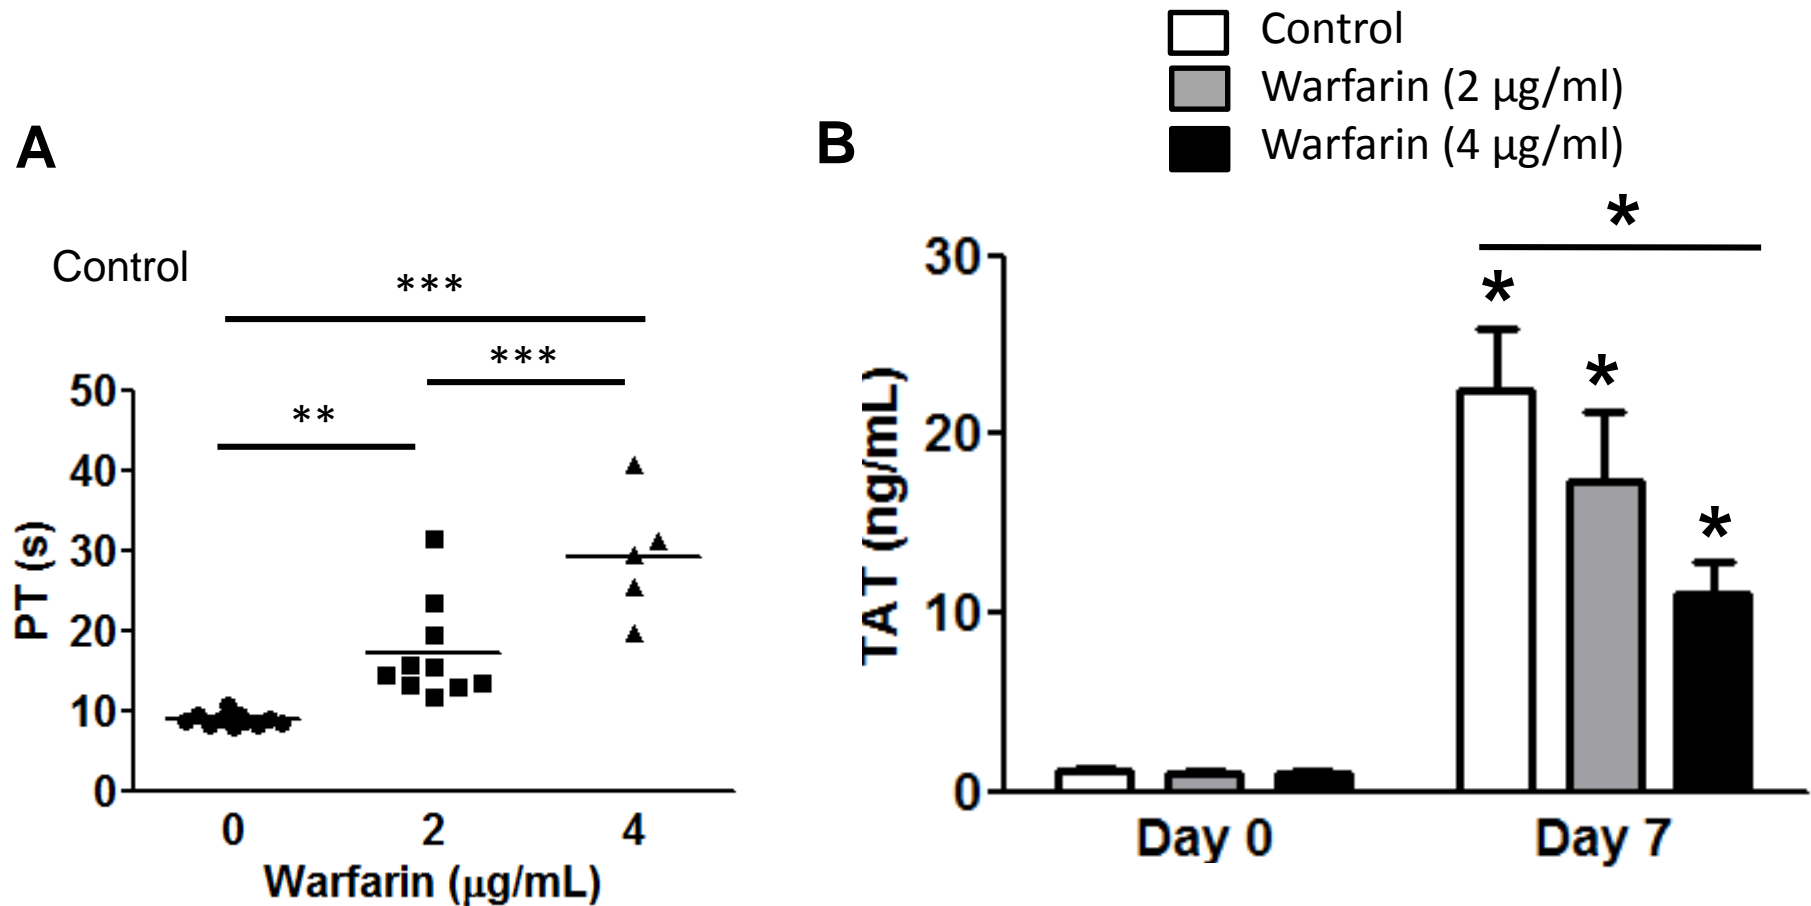 Control
Warfarin (2 µg/ml)
Warfarin (4 µg/ml)
A
B
Control
***
***
**
50
40
30
20
10
0
PT (s)
0 2 4
Warfarin (µg/mL)
*
*
*
*
30
20
10
0
TAT (ng/mL)
Day 0 Day 7